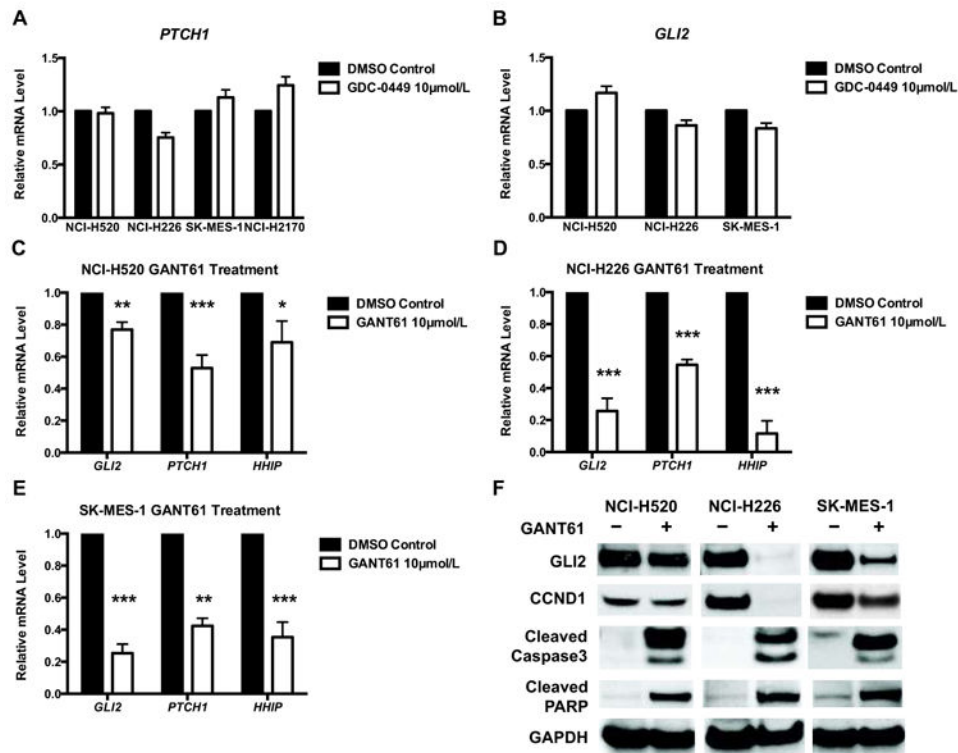 A
PTCH1
Relative mRNA Level
1.5
1.0
0.5
0.0
NCI-H520 NCI-H226 SK-MES-1 NCI-H2170
DMSO Control
GDC-0449 10µmol/L
B
GLI2
Relative mRNA Level
1.5
1.0
0.5
0.0
NCI-H520 NCI-H226 SK-MES-1
DMSO Control
GDC-0449 10µmol/L
C
NCI-H520 GANT61 Treatment
Relative mRNA Level
1.0
0.8
0.6
0.4
0.2
0.0
** *** *
GLI2 PTCH1 HHIP
DMSO Control
GANT61 10µmol/L
D
NCI-H226 GANT61 Treatment
Relative mRNA Level
1.0
0.8
0.6
0.4
0.2
0.0
*** *** ***
GLI2 PTCH1 HHIP
DMSO Control
GANT61 10µmol/L
E
SK-MES-1 GANT61 Treatment
Relative mRNA Level
1.0
0.8
0.6
0.4
0.2
0.0
*** ** ***
GLI2 PTCH1 HHIP
DMSO Control
GANT61 10µmol/L
F
NCI-H520 NCI-H226 SK-MES-1
GANT61 – + – + – +
GLI2
CCND1
Cleaved
Caspase3
Cleaved
PARP
GAPDH